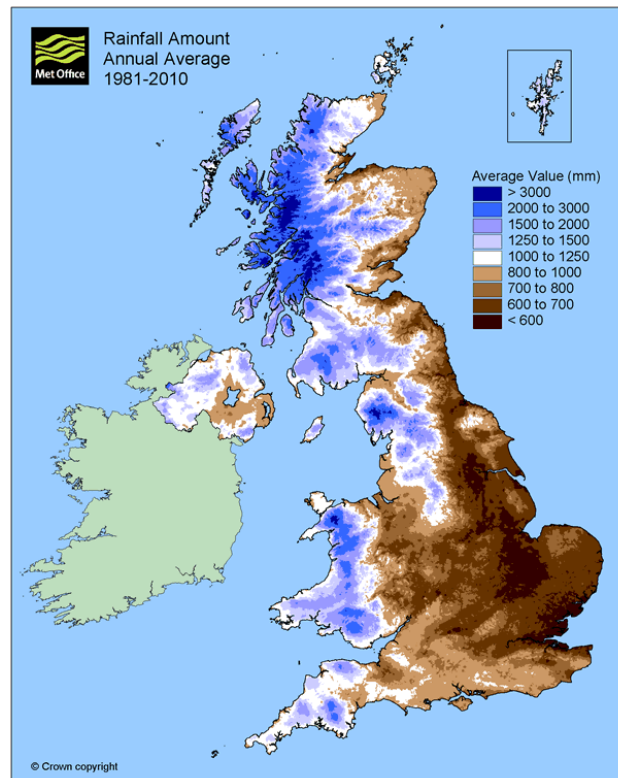 Met Office
Rainfall Amount
Annual Average
1981-2010
Average Value (mm)
> 3000
2000 to 3000
1500 to 2000
1250 to 1500
1000 to 1250
800 to 1000
700 to 800
600 to 700
< 600
© Crown copyright